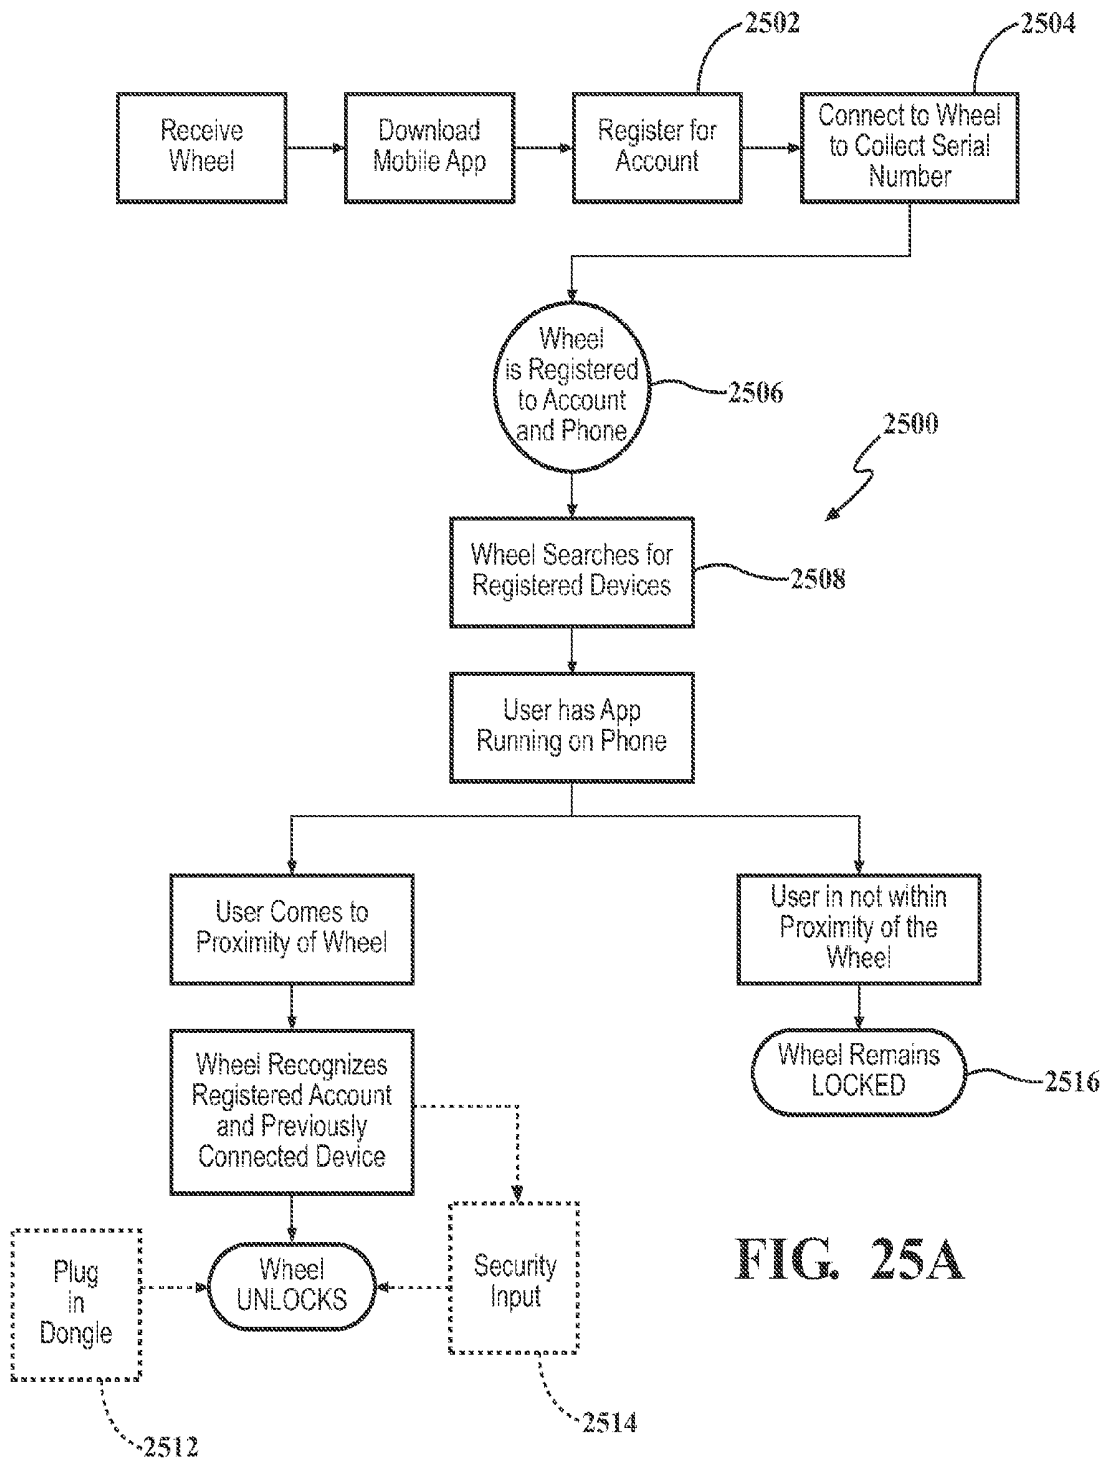 2502
2504
Receive
Wheel
Download
Mobile App
Register for
Account
Connect to Wheel
to Collect Serial
Number
Wheel
is Registered
to Account
and Phone
2506
2500
Wheel Searches for
Registered Devices
2508
User has App
Running on Phone
User Comes to
Proximity of Wheel
User in not within
Proximity of the
Wheel
Wheel Recognizes
Registered Account
and Previously
Connected Device
Wheel Remains
LOCKED
2516
Plug
in
Dongle
Wheel
UNLOCKS
Security
Input
FIG. 25A
2512
2514